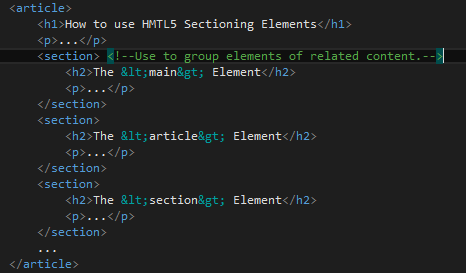 <article>
<h1>How to use HMTL5 Sectioning Elements</h1>
<p>...</p>
<section> <!--Use to group elements of related content.-->
<h2>The &lt;main&gt; Element</h2>
<p>...</p>
</section>
<section>
<h2>The &lt;article&gt; Element</h2>
<p>...</p>
</section>
<section>
<h2>The &lt;section&gt; Element</h2>
<p>...</p>
</section>
...
</article>